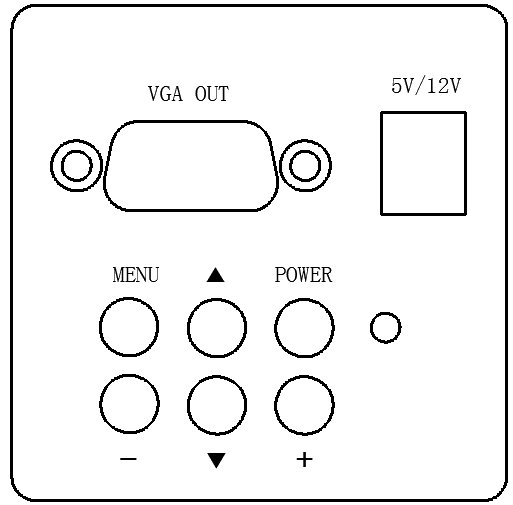 5V/12V
VGA OUT
MENU ▲ POWER
− ▼ +